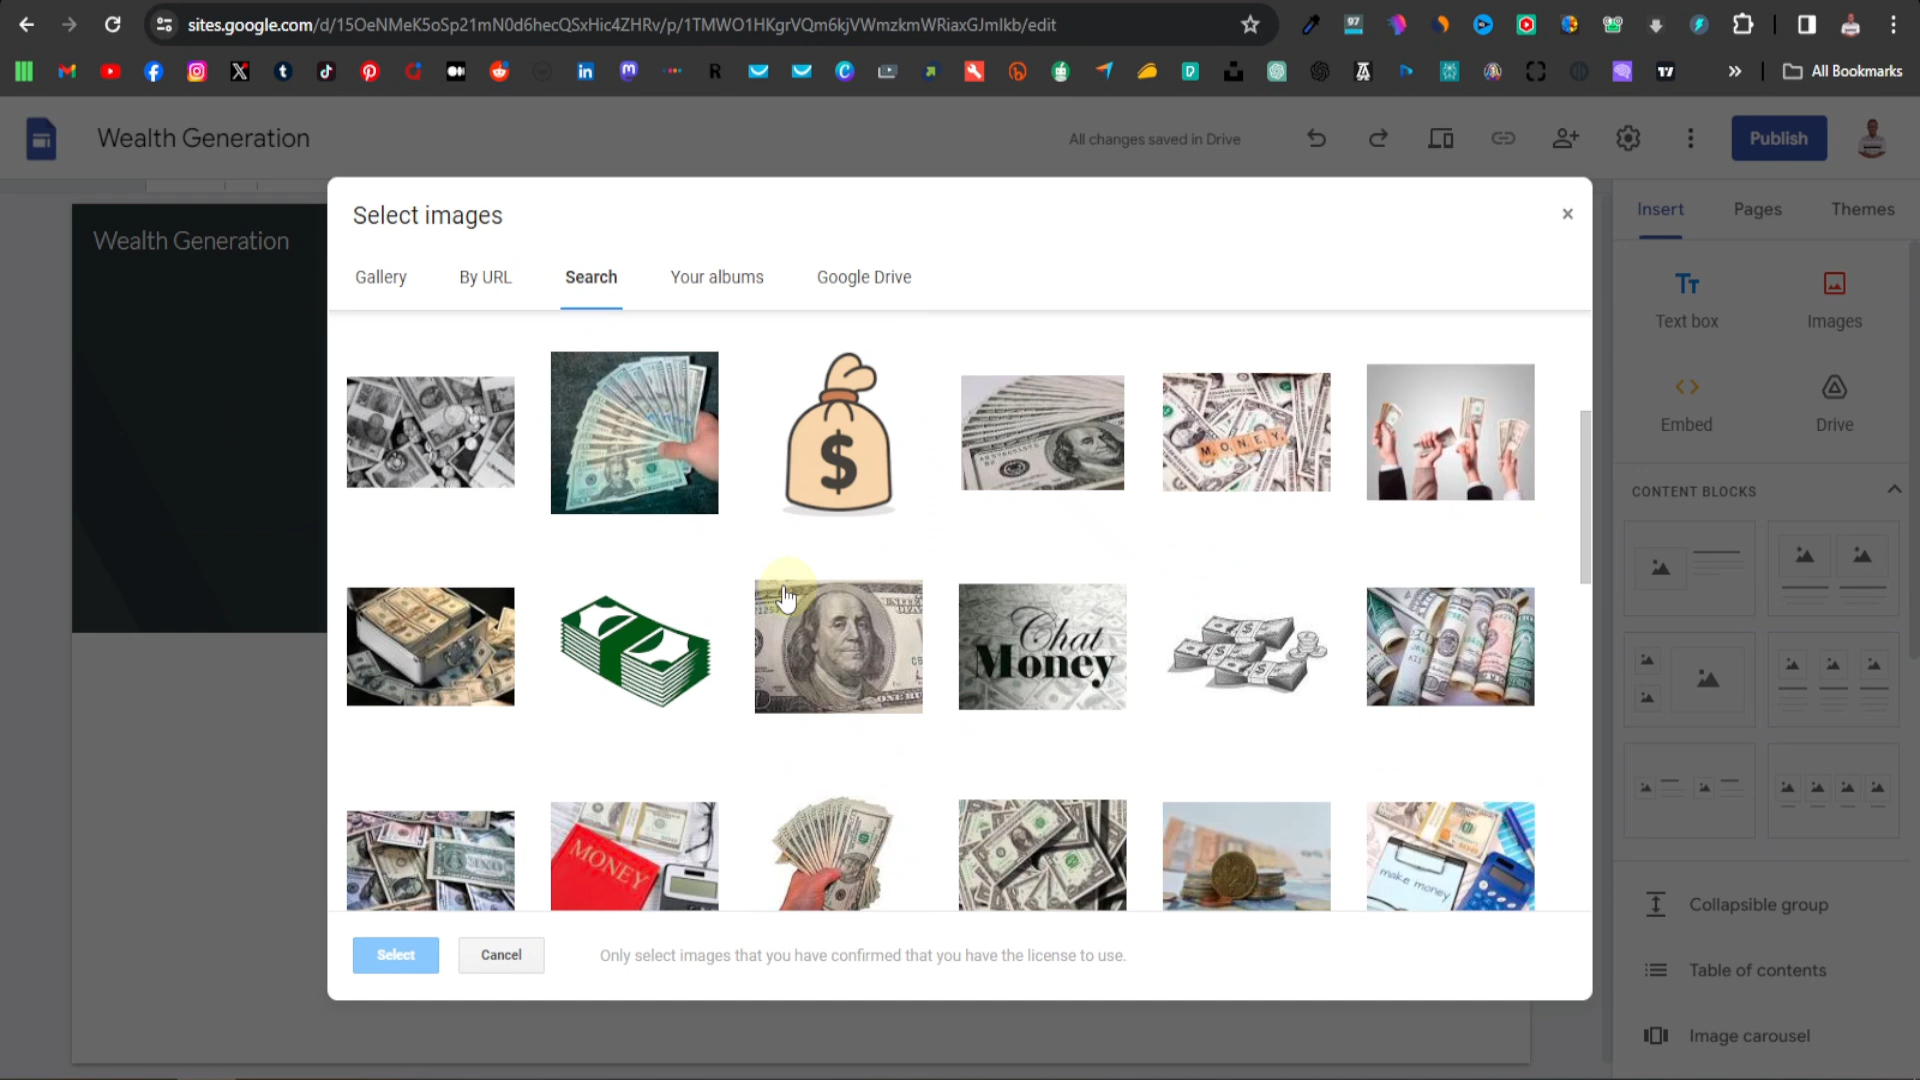 sites.google.com/d/15OeNMeK5oSp21mN0d6hecQSxHic4ZHRv/p/1TMWO1HKgrVQm6kjVWmzkmWRiaxGJmlkb/edit
97
All Bookmarks
Wealth Generation
All changes saved in Drive
Publish
Insert
Pages
Themes
Wealth Generation
Select images
×
Gallery
By URL
Search
Your albums
Google Drive
Text box
Images
Embed
Drive
CONTENT BLOCKS
$
MONEY
Chat
Money
MONEY
make money
Select
Cancel
Only select images that you have confirmed that you have the license to use.
Collapsible group
Table of contents
Image carousel